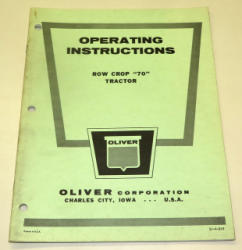 OPERATING
INSTRUCTIONS
ROW CROP "70"
TRACTOR
OLIVER
OLIVER CORPORATION
CHARLES CITY, IOWA ... U.S.A.